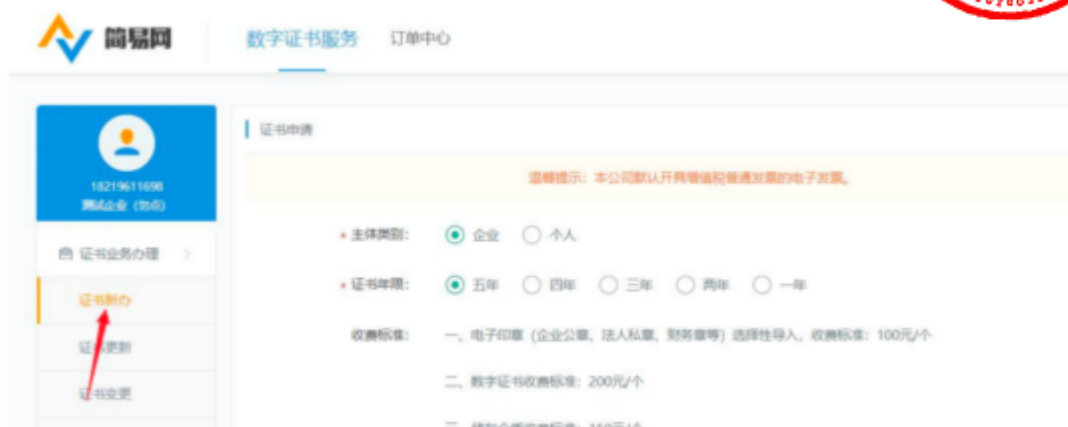 简易网
数字证书服务 订单中心
18219611698
测试企业（勿动）
证书申请
温馨提示：本公司默认开具增值税普通发票的电子发票。
主体类别： 企业 个人
证书业务办理
证书年限： 五年 四年 三年 两年 一年
证书新办
收费标准： 一、电子印章（企业公章、法人私章、财务章等）选择性导入，收费标准：100元/个
证书更新
二、数字证书收费标准：200元/个
证书变更